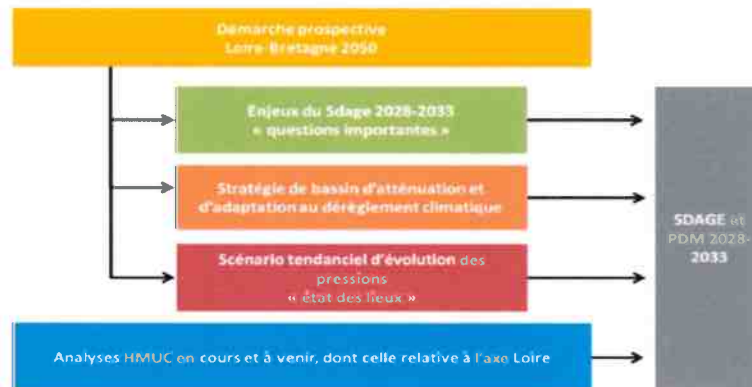 Démarche prospective
Loire-Bretagne 2050
Enjeux du Sdage 2028-2033
« questions importantes »
Stratégie de bassin d'atténuation et
d'adaptation au dérèglement climatique
Scénario tendanciel d'évolution des
pressions
« état des lieux »
SDAGE et
PDM 2028-
2033
Analyses HMUC en cours et à venir, dont celle relative à l'axe Loire